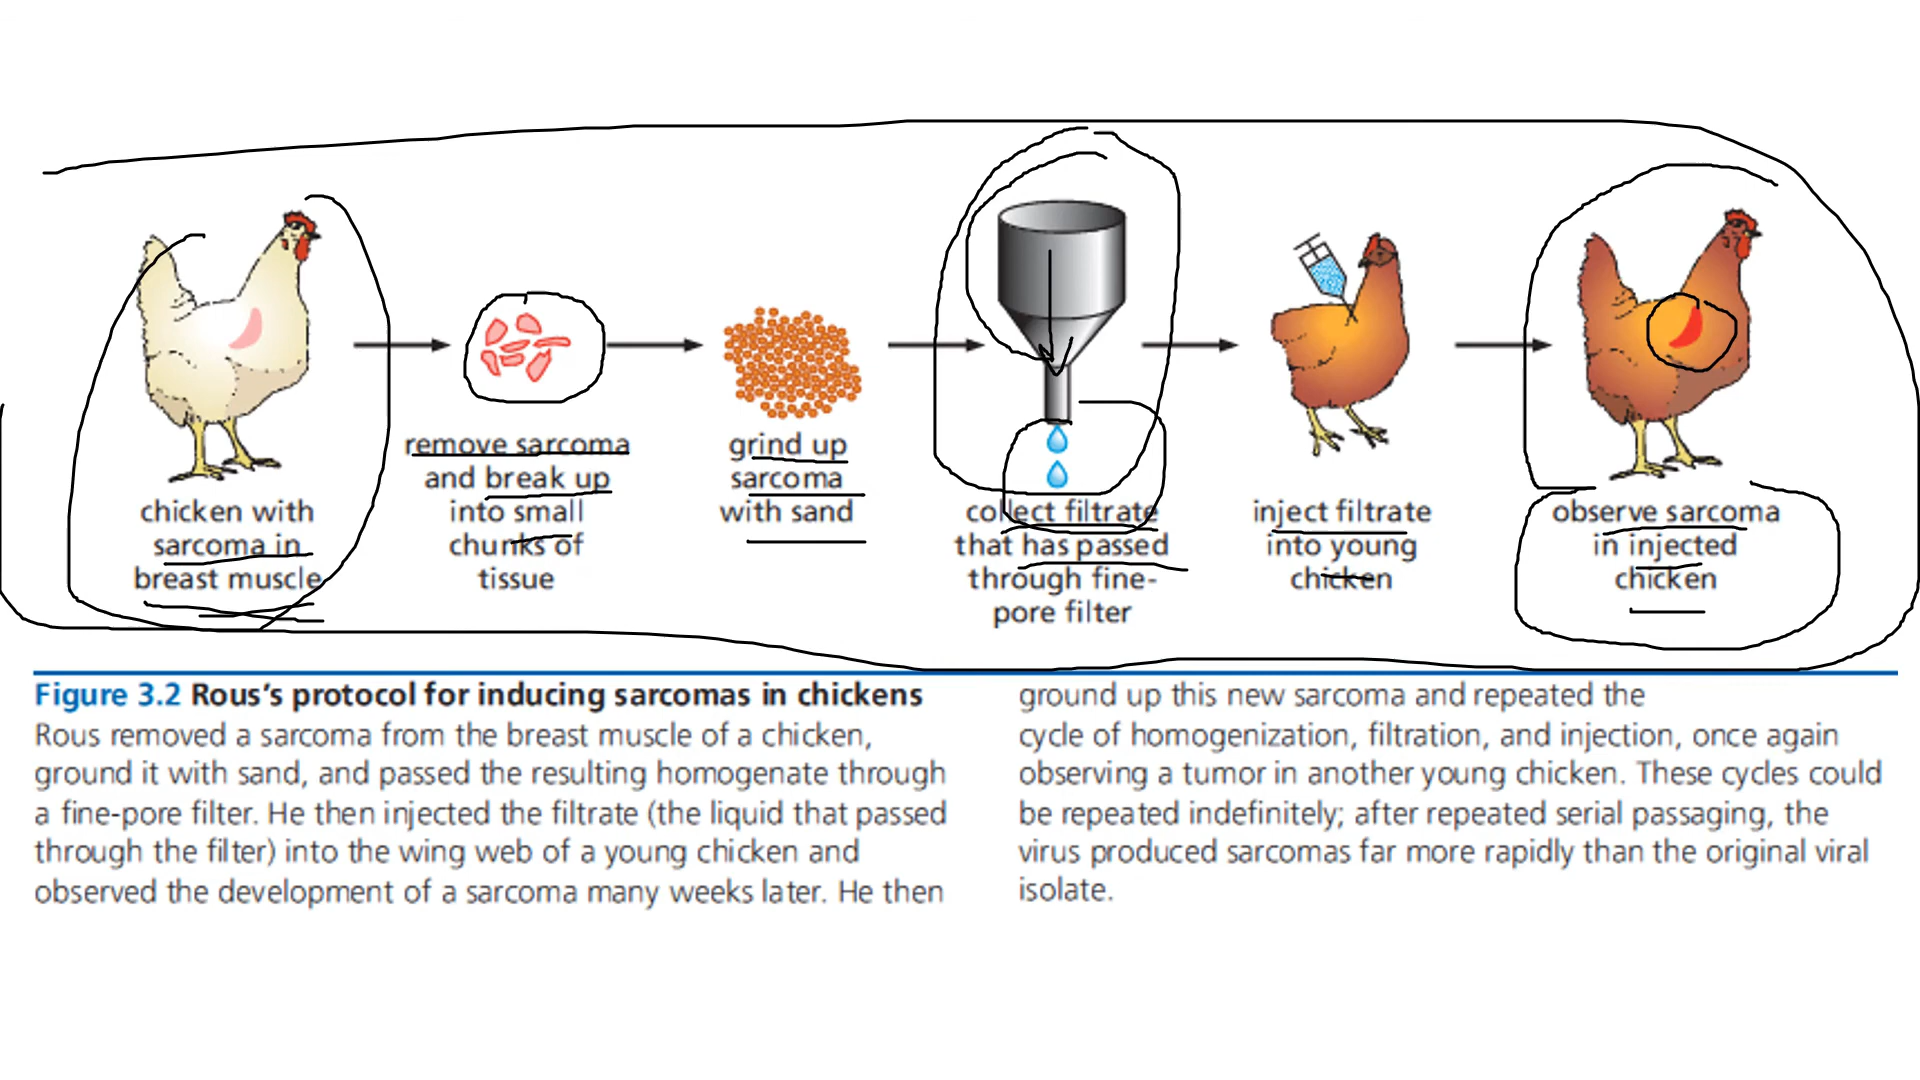 chicken with
sarcoma in
breast muscle
remove sarcoma
and break up
into small
chunks of
tissue
grind up
sarcoma
with sand
collect filtrate
that has passed
through fine-
pore filter
inject filtrate
into young
chicken
observe sarcoma
in injected
chicken
Figure 3.2 Rous's protocol for inducing sarcomas in chickens
Rous removed a sarcoma from the breast muscle of a chicken,
ground it with sand, and passed the resulting homogenate through
a fine-pore filter. He then injected the filtrate (the liquid that passed
through the filter) into the wing web of a young chicken and
observed the development of a sarcoma many weeks later. He then
ground up this new sarcoma and repeated the
cycle of homogenization, filtration, and injection, once again
observing a tumor in another young chicken. These cycles could
be repeated indefinitely; after repeated serial passaging, the
virus produced sarcomas far more rapidly than the original viral
isolate.